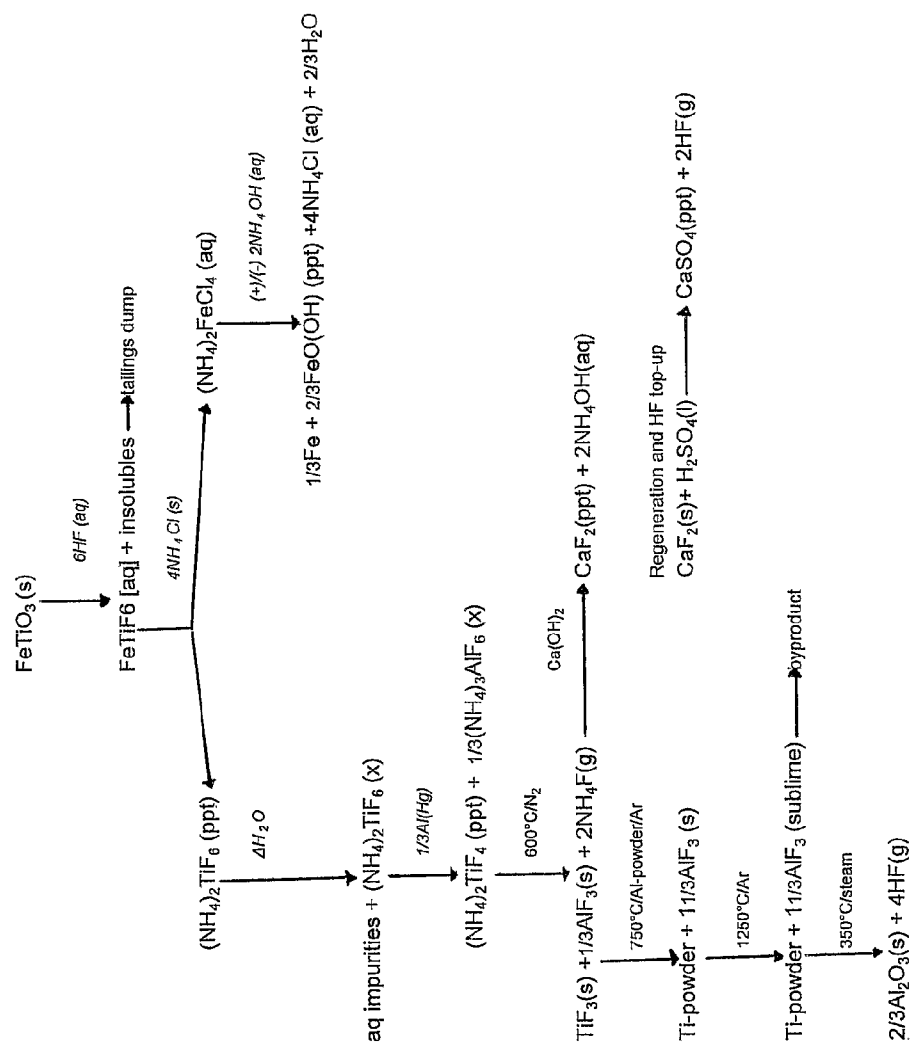 FeTiO3 (s)
6HF (aq)
FeTiF6 [aq] + insolubles
tailings dump
4NH4Cl (s)
(NH4)2TiF6 (ppt)
(NH4)2FeCl4 (aq)
ΔH2O
(+)/(-) 2NH4OH (aq)
1/3Fe + 2/3FeO(OH) (ppt) +4NH4Cl (aq) + 2/3H2O
aq impurities + (NH4)2TiF6 (x)
1/3Al(Hg)
(NH4)2TiF4 (ppt) + 1/3(NH4)3AlF6 (x)
600°C/N2
Ca(OH)2
TiF3(s) +1/3AlF3(s) + 2NH4F(g)
CaF2(ppt) + 2NH4OH(aq)
750°C/Al-powder/Ar
Regeneration and HF top-up
Ti-powder + 11/3AlF3 (s)
CaF2(s)+ H2SO4(l)
CaSO4(ppt) + 2HF(g)
1250°C/Ar
Ti-powder + 11/3AlF3 (sublime)
byproduct
350°C/steam
2/3Al2O3(s) + 4HF(g)